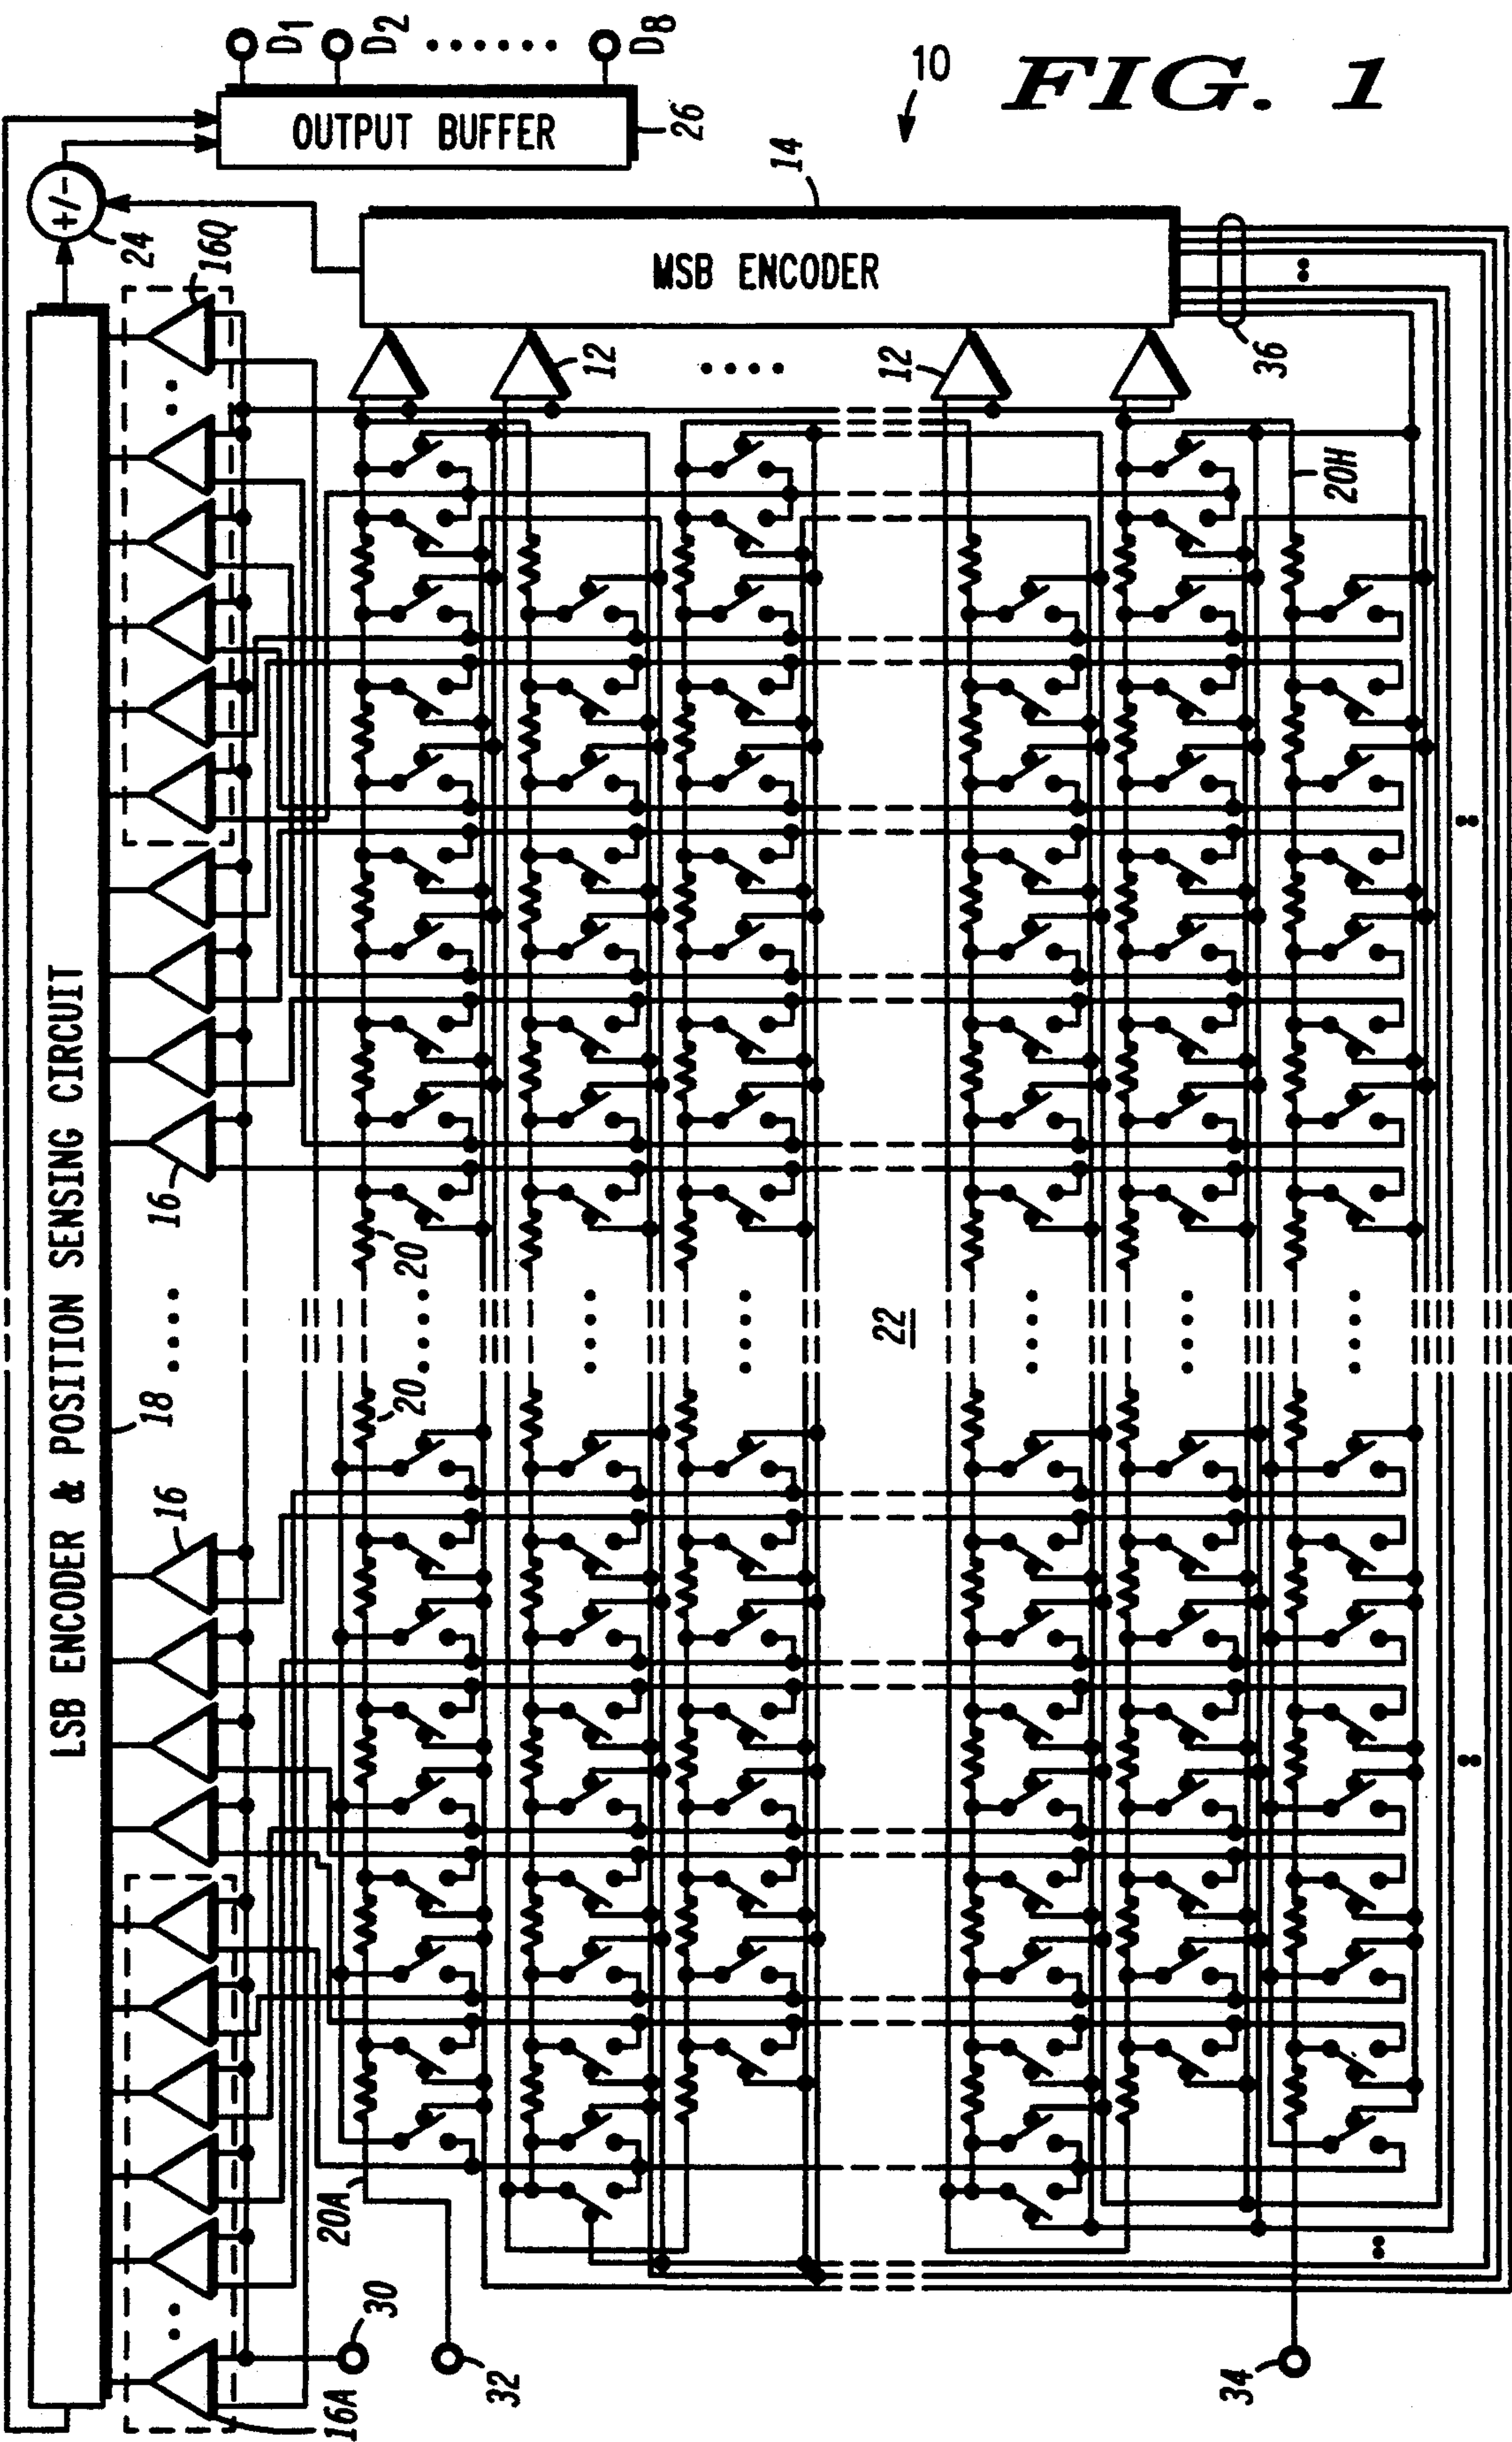 FIG. 1
10
LSB ENCODER & POSITION SENSING CIRCUIT
18
+/-
24
OUTPUT BUFFER
26
D1
D2
D8
MSB ENCODER
14
16A
16
16
16Q
12
12
20A
20
20
20H
22
30
32
34
36